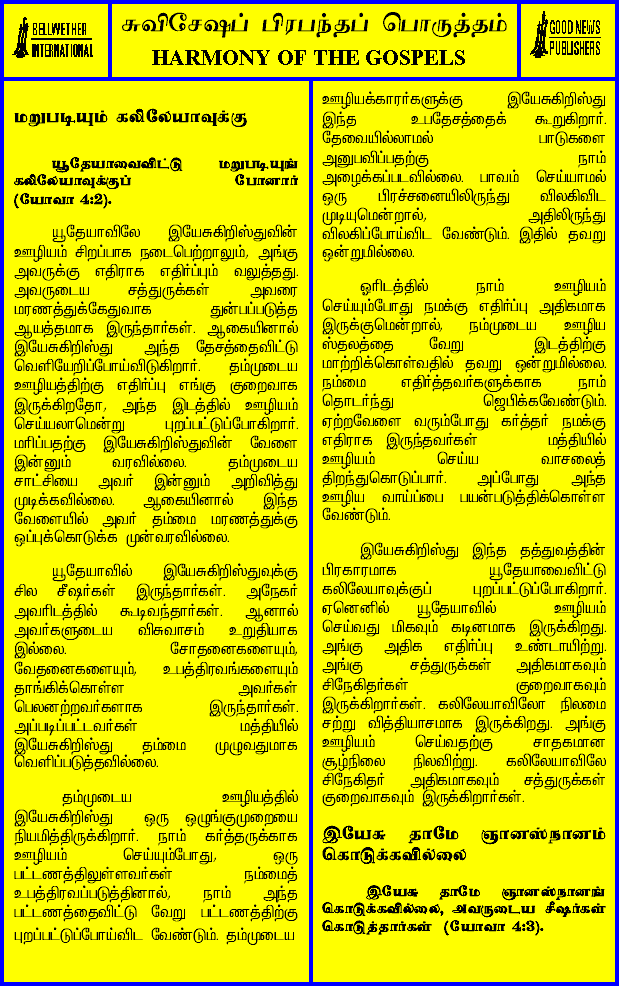 BELLWETHER
INTERNATIONAL
சுவிசேஷப் பிரபந்தப் பொருத்தம்
HARMONY OF THE GOSPELS
GOOD NEWS
PUBLISHERS
மறுபடியும் கலிலேயாவுக்கு
யூதேயாவைவிட்டு மறுபடியுங்
கலிலேயாவுக்குப் போனார்
(யோவா 4:2).
யூதேயாவிலே இயேசுகிறிஸ்துவின்
ஊழியம் சிறப்பாக நடைபெற்றாலும், அங்கு
அவருக்கு எதிராக எதிர்ப்பும் வலுத்தது.
அவருடைய சத்துருக்கள் அவரை
மரணத்துக்கேதுவாக துன்பப்படுத்த
ஆயத்தமாக இருந்தார்கள். ஆகையினால்
இயேசுகிறிஸ்து அந்த தேசத்தைவிட்டு
வெளியேறிப்போய்விடுகிறார். தம்முடைய
ஊழியத்திற்கு எதிர்ப்பு எங்கு குறைவாக
இருக்கிறதோ, அந்த இடத்தில் ஊழியம்
செய்யலாமென்று புறப்பட்டுப்போகிறார்.
மரிப்பதற்கு இயேசுகிறிஸ்துவின் வேளை
இன்னும் வரவில்லை. தம்முடைய
சாட்சியை அவர் இன்னும் அறிவித்து
முடிக்கவில்லை. ஆகையினால் இந்த
வேளையில் அவர் தம்மை மரணத்துக்கு
ஒப்புக்கொடுக்க முன்வரவில்லை.
யூதேயாவில் இயேசுகிறிஸ்துவுக்கு
சில சீஷர்கள் இருந்தார்கள். அநேகர்
அவரிடத்தில் கூடிவந்தார்கள். ஆனால்
அவர்களுடைய விசுவாசம் உறுதியாக
இல்லை. சோதனைகளையும்,
வேதனைகளையும், உபத்திரவங்களையும்
தாங்கிக்கொள்ள அவர்கள்
பெலனற்றவர்களாக இருந்தார்கள்.
அப்படிப்பட்டவர்கள் மத்தியில்
இயேசுகிறிஸ்து தம்மை முழுவதுமாக
வெளிப்படுத்தவில்லை.
தம்முடைய ஊழியத்தில்
இயேசுகிறிஸ்து ஒரு ஒழுங்குமுறையை
நியமித்திருக்கிறார். நாம் கர்த்தருக்காக
ஊழியம் செய்யும்போது, ஒரு
பட்டணத்திலுள்ளவர்கள் நம்மைத்
உபத்திரவப்படுத்தினால், நாம் அந்த
பட்டணத்தைவிட்டு வேறு பட்டணத்திற்கு
புறப்பட்டுப்போய்விட வேண்டும். தம்முடைய
ஊழியக்காரர்களுக்கு இயேசுகிறிஸ்து
இந்த உபதேசத்தைக் கூறுகிறார்.
தேவையில்லாமல் பாடுகளை
அனுபவிப்பதற்கு நாம்
அழைக்கப்படவில்லை. பாவம் செய்யாமல்
ஒரு பிரச்சனையிலிருந்து விலகிவிட
முடியுமென்றால், அதிலிருந்து
விலகிப்போய்விட வேண்டும். இதில் தவறு
ஒன்றுமில்லை.
ஓரிடத்தில் நாம் ஊழியம்
செய்யும்போது நமக்கு எதிர்ப்பு அதிகமாக
இருக்குமென்றால், நம்முடைய ஊழிய
ஸ்தலத்தை வேறு இடத்திற்கு
மாற்றிக்கொள்வதில் தவறு ஒன்றுமில்லை.
நம்மை எதிர்த்தவர்களுக்காக நாம்
தொடர்ந்து ஜெபிக்கவேண்டும்.
ஏற்றவேளை வரும்போது கர்த்தர் நமக்கு
எதிராக இருந்தவர்கள் மத்தியில்
ஊழியம் செய்ய வாசலைத்
திறந்துகொடுப்பார். அப்போது அந்த
ஊழிய வாய்ப்பை பயன்படுத்திக்கொள்ள
வேண்டும்.
இயேசுகிறிஸ்து இந்த தத்துவத்தின்
பிரகாரமாக யூதேயாவைவிட்டு
கலிலேயாவுக்குப் புறப்பட்டுப்போகிறார்.
ஏனெனில் யூதேயாவில் ஊழியம்
செய்வது மிகவும் கடினமாக இருக்கிறது.
அங்கு அதிக எதிர்ப்பு உண்டாயிற்று.
அங்கு சத்துருக்கள் அதிகமாகவும்
சிநேகிதர்கள் குறைவாகவும்
இருக்கிறார்கள். கலிலேயாவிலோ நிலமை
சற்று வித்தியாசமாக இருக்கிறது. அங்கு
ஊழியம் செய்வதற்கு சாதகமான
சூழ்நிலை நிலவிற்று. கலிலேயாவிலே
சிநேகிதர் அதிகமாகவும் சத்துருக்கள்
குறைவாகவும் இருக்கிறார்கள்.
இயேசு தாமே ஞானஸ்நானம்
கொடுக்கவில்லை
இயேசு தாமே ஞானஸ்நானங்
கொடுக்கவில்லை, அவருடைய சீஷர்கள்
கொடுத்தார்கள் (யோவா 4:3).